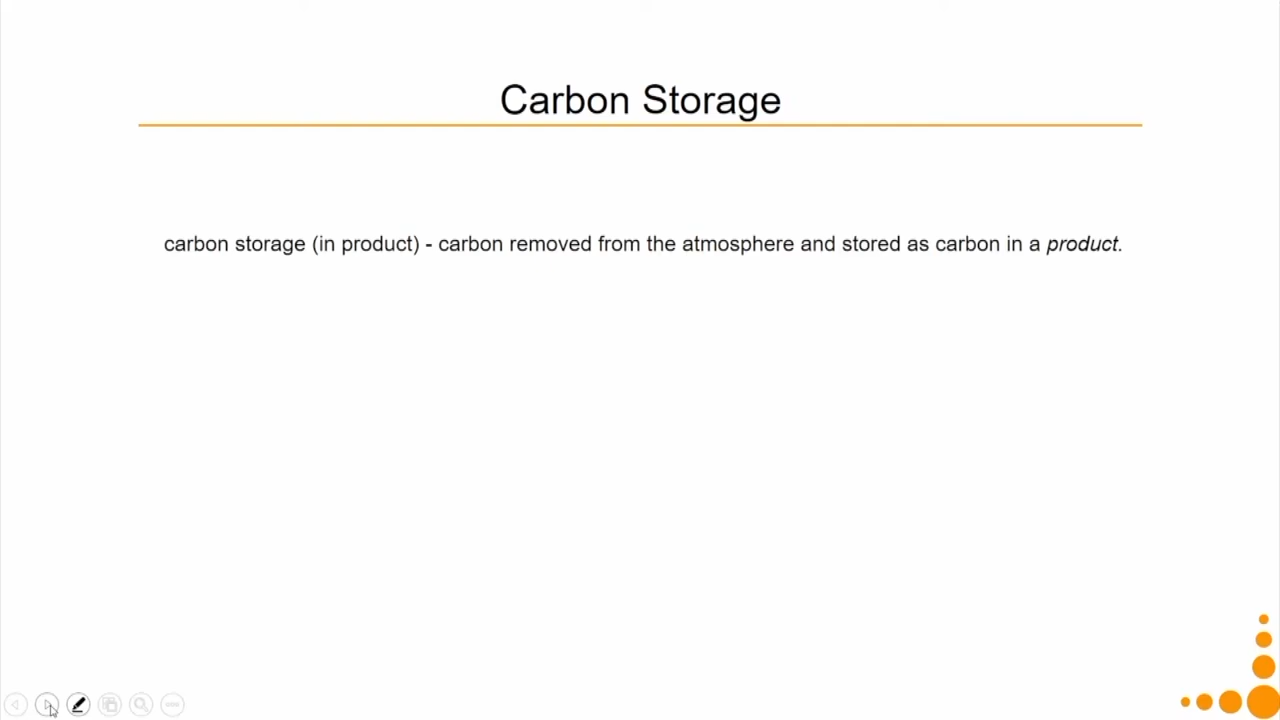 Carbon Storage
carbon storage (in product) - carbon removed from the atmosphere and stored as carbon in a product.